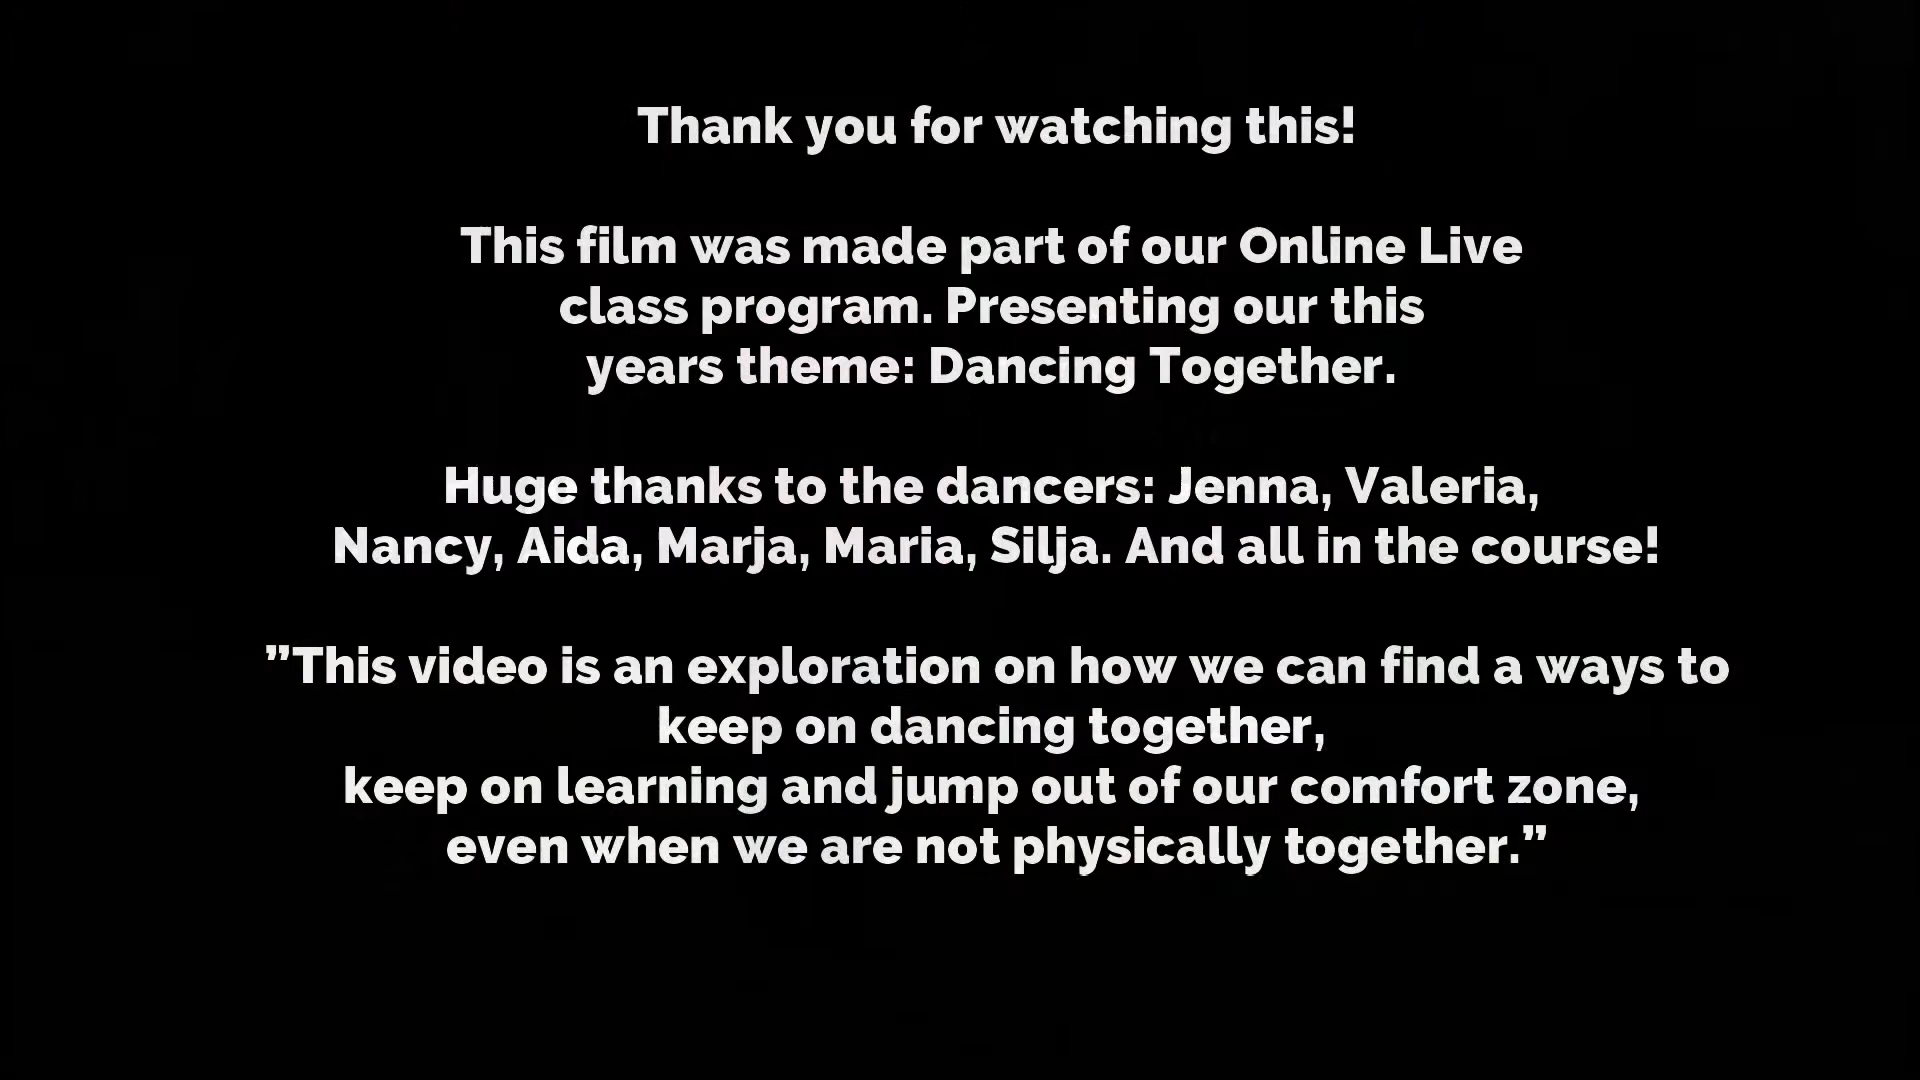 Thank you for watching this!
This film was made part of our Online Live
class program. Presenting our this
years theme: Dancing Together.
Huge thanks to the dancers: Jenna, Valeria,
Nancy, Aida, Marja, Maria, Silja. And all in the course!
”This video is an exploration on how we can find a ways to
keep on dancing together,
keep on learning and jump out of our comfort zone,
even when we are not physically together.”